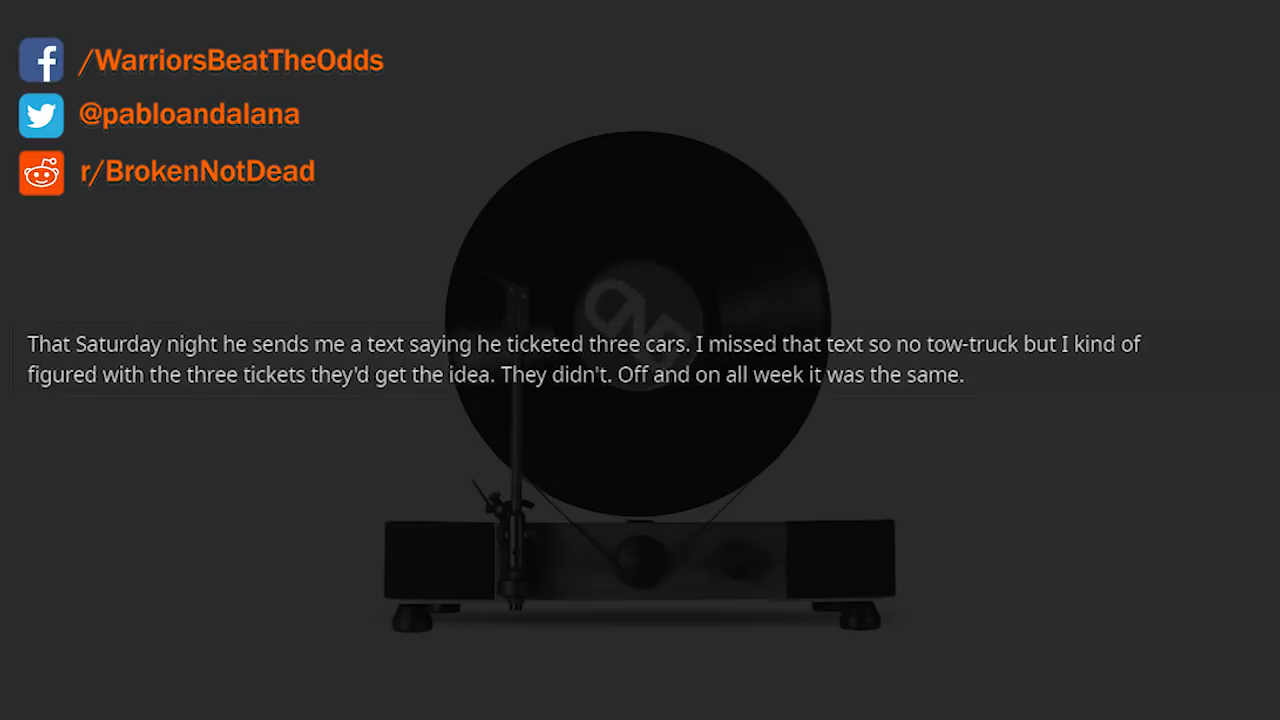 /WarriorsBeatTheOdds
@pabloandalana
r/BrokenNotDead
That Saturday night he sends me a text saying he ticketed three cars. I missed that text so no tow-truck but I kind of
figured with the three tickets they'd get the idea. They didn't. Off and on all week it was the same.